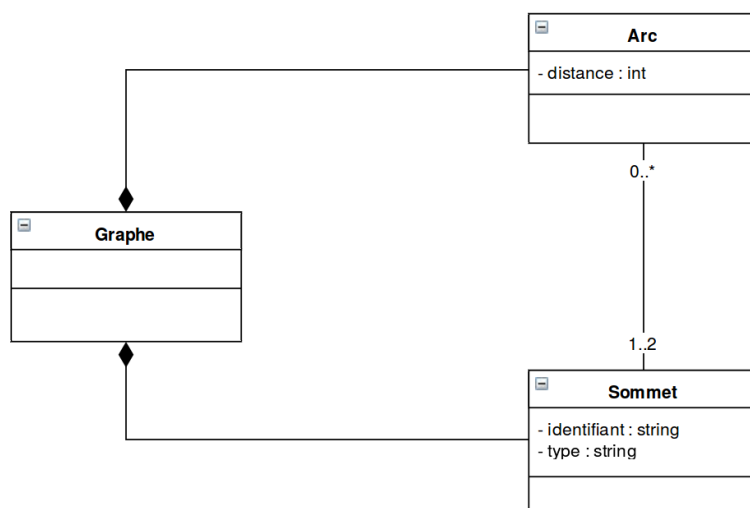 Arc
- distance : int
0..*
Graphe
1..2
Sommet
- identifiant : string
- type : string